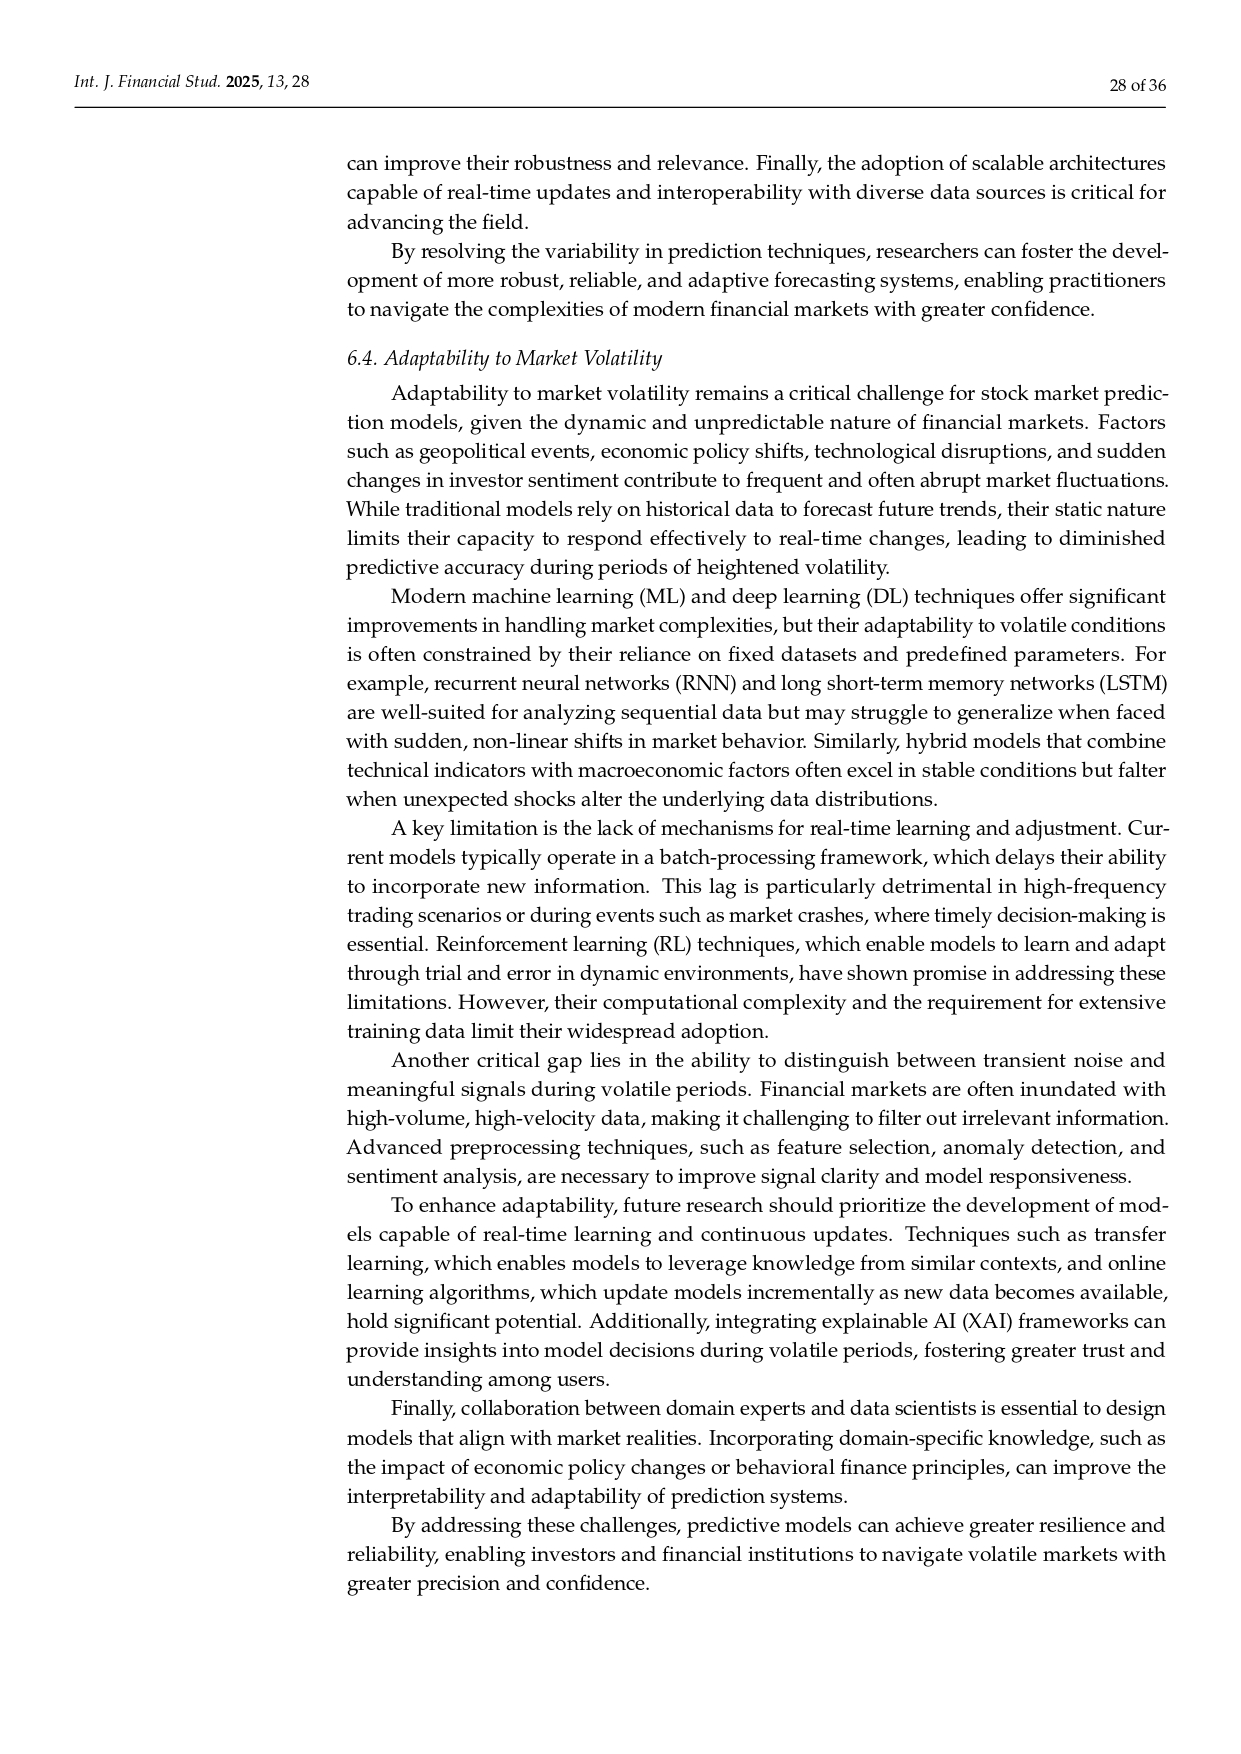 Int. J. Financial Stud. 2025, 13, 28
28 of 36
can improve their robustness and relevance. Finally, the adoption of scalable architectures
capable of real-time updates and interoperability with diverse data sources is critical for
advancing the field.
By resolving the variability in prediction techniques, researchers can foster the devel-
opment of more robust, reliable, and adaptive forecasting systems, enabling practitioners
to navigate the complexities of modern financial markets with greater confidence.
6.4. Adaptability to Market Volatility
Adaptability to market volatility remains a critical challenge for stock market predic-
tion models, given the dynamic and unpredictable nature of financial markets. Factors
such as geopolitical events, economic policy shifts, technological disruptions, and sudden
changes in investor sentiment contribute to frequent and often abrupt market fluctuations.
While traditional models rely on historical data to forecast future trends, their static nature
limits their capacity to respond effectively to real-time changes, leading to diminished
predictive accuracy during periods of heightened volatility.
Modern machine learning (ML) and deep learning (DL) techniques offer significant
improvements in handling market complexities, but their adaptability to volatile conditions
is often constrained by their reliance on fixed datasets and predefined parameters. For
example, recurrent neural networks (RNN) and long short-term memory networks (LSTM)
are well-suited for analyzing sequential data but may struggle to generalize when faced
with sudden, non-linear shifts in market behavior. Similarly, hybrid models that combine
technical indicators with macroeconomic factors often excel in stable conditions but falter
when unexpected shocks alter the underlying data distributions.
A key limitation is the lack of mechanisms for real-time learning and adjustment. Cur-
rent models typically operate in a batch-processing framework, which delays their ability
to incorporate new information. This lag is particularly detrimental in high-frequency
trading scenarios or during events such as market crashes, where timely decision-making is
essential. Reinforcement learning (RL) techniques, which enable models to learn and adapt
through trial and error in dynamic environments, have shown promise in addressing these
limitations. However, their computational complexity and the requirement for extensive
training data limit their widespread adoption.
Another critical gap lies in the ability to distinguish between transient noise and
meaningful signals during volatile periods. Financial markets are often inundated with
high-volume, high-velocity data, making it challenging to filter out irrelevant information.
Advanced preprocessing techniques, such as feature selection, anomaly detection, and
sentiment analysis, are necessary to improve signal clarity and model responsiveness.
To enhance adaptability, future research should prioritize the development of mod-
els capable of real-time learning and continuous updates. Techniques such as transfer
learning, which enables models to leverage knowledge from similar contexts, and online
learning algorithms, which update models incrementally as new data becomes available,
hold significant potential. Additionally, integrating explainable AI (XAI) frameworks can
provide insights into model decisions during volatile periods, fostering greater trust and
understanding among users.
Finally, collaboration between domain experts and data scientists is essential to design
models that align with market realities. Incorporating domain-specific knowledge, such as
the impact of economic policy changes or behavioral finance principles, can improve the
interpretability and adaptability of prediction systems.
By addressing these challenges, predictive models can achieve greater resilience and
reliability, enabling investors and financial institutions to navigate volatile markets with
greater precision and confidence.